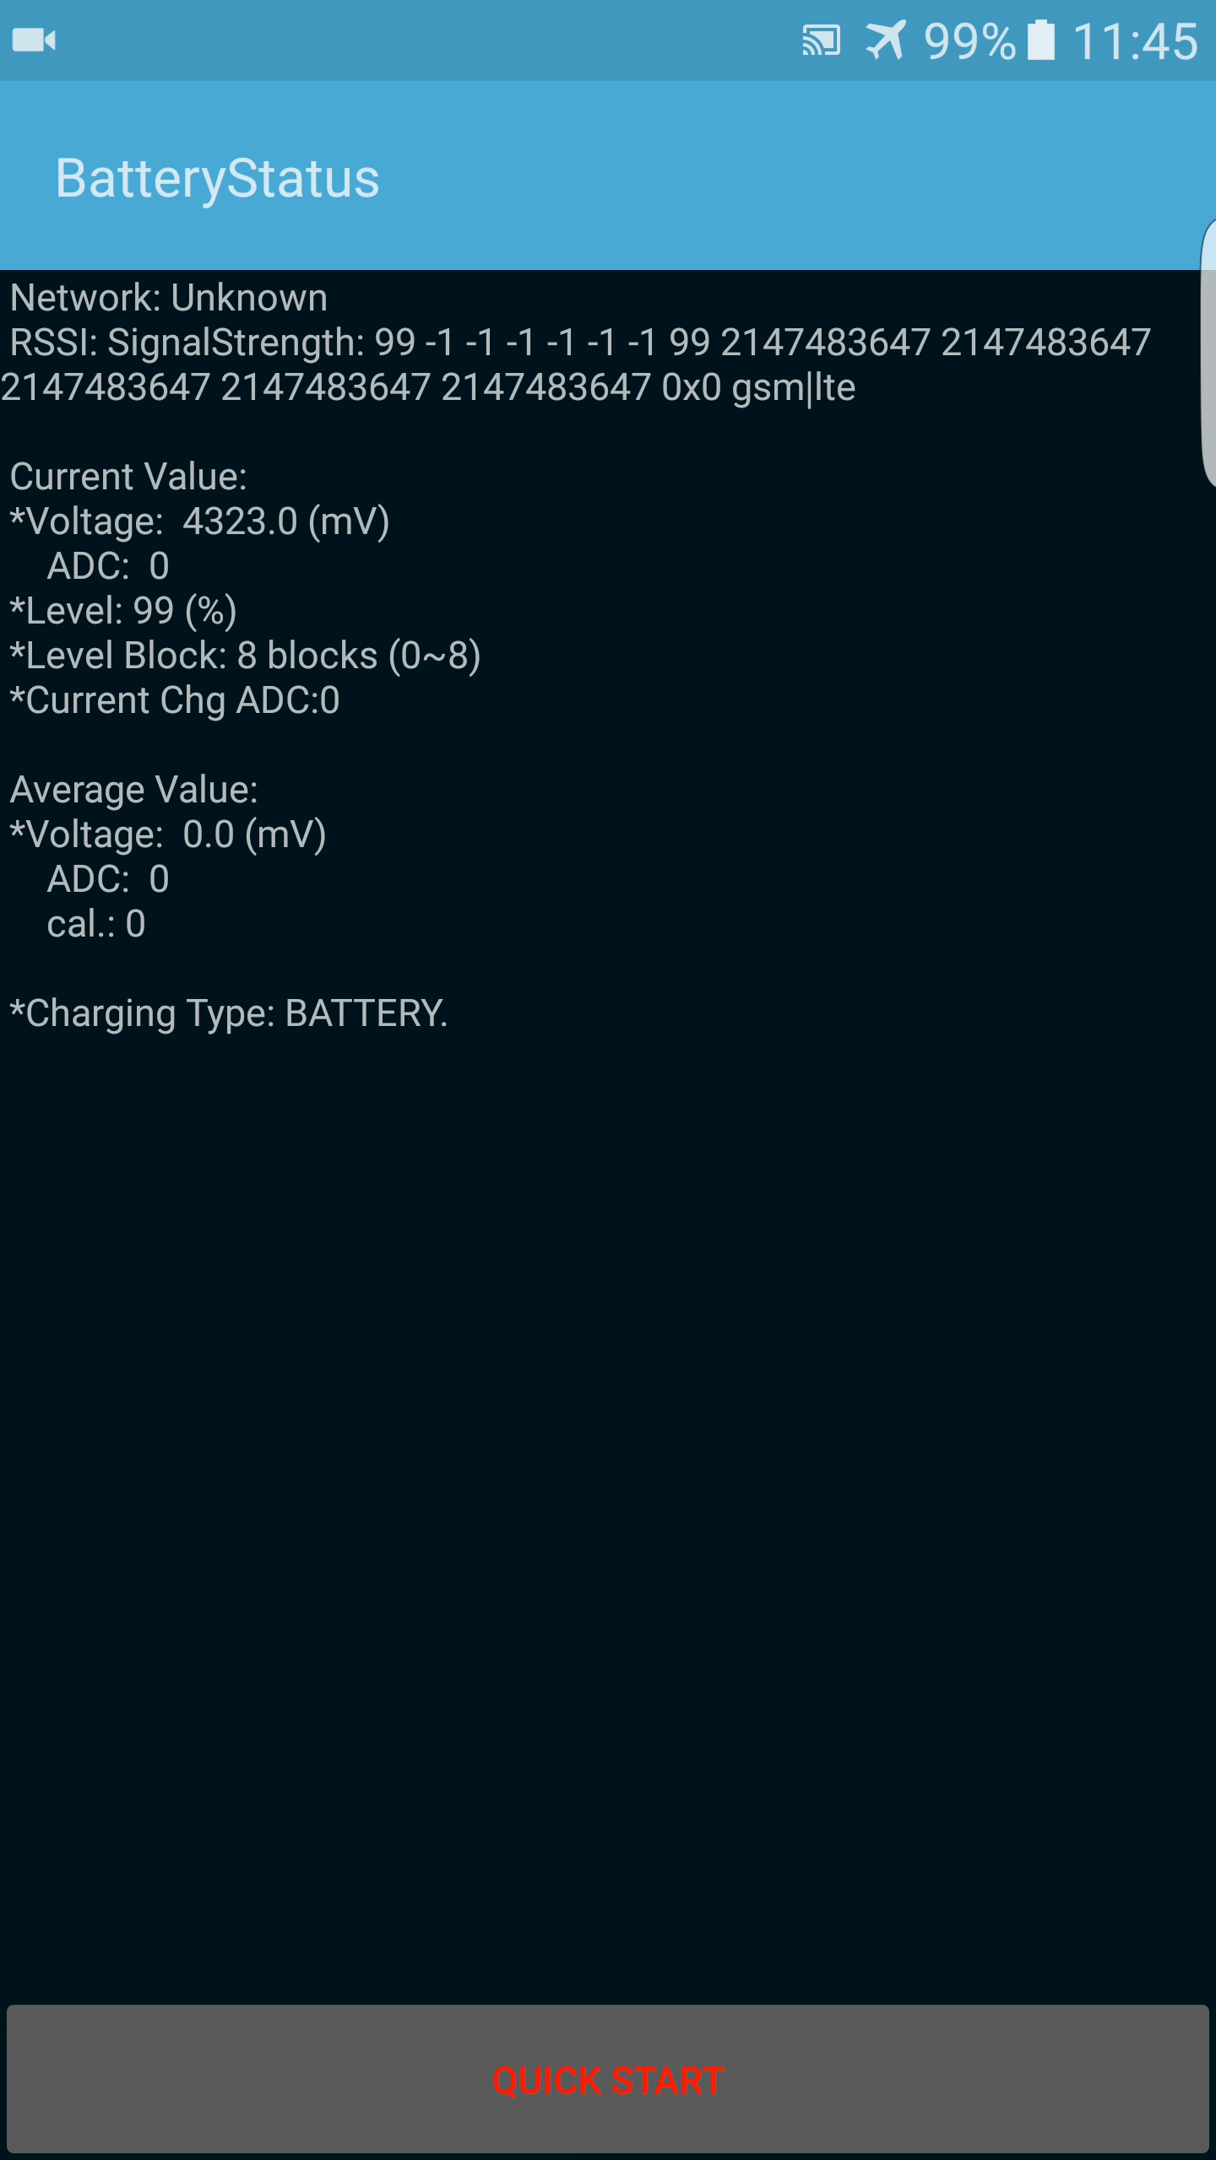 99% 11:45
BatteryStatus
Network: Unknown
RSSI: SignalStrength: 99 -1 -1 -1 -1 -1 -1 99 2147483647 2147483647
2147483647 2147483647 2147483647 0x0 gsm|lte
Current Value:
*Voltage:  4323.0 (mV)
ADC:  0
*Level: 99 (%)
*Level Block: 8 blocks (0~8)
*Current Chg ADC:0
Average Value:
*Voltage:  0.0 (mV)
ADC:  0
cal.: 0
*Charging Type: BATTERY.
QUICK START